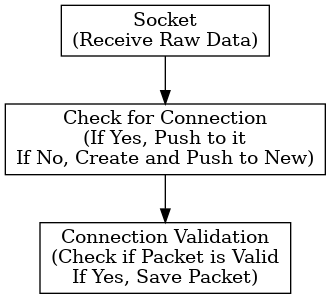 Socket
(Receive Raw Data)
Check for Connection
(If Yes, Push to it
If No, Create and Push to New)
Connection Validation
(Check if Packet is Valid
If Yes, Save Packet)